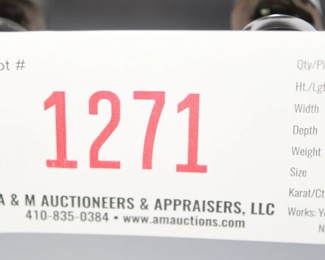 ot #
1271
A & M AUCTIONEERS & APPRAISERS, LLC
410-835-0384 • www.amauctions.com
Qty/Pi
Ht./Lgt
Width
Depth
Weight
Size
Karat/Ct
Works: Y
N